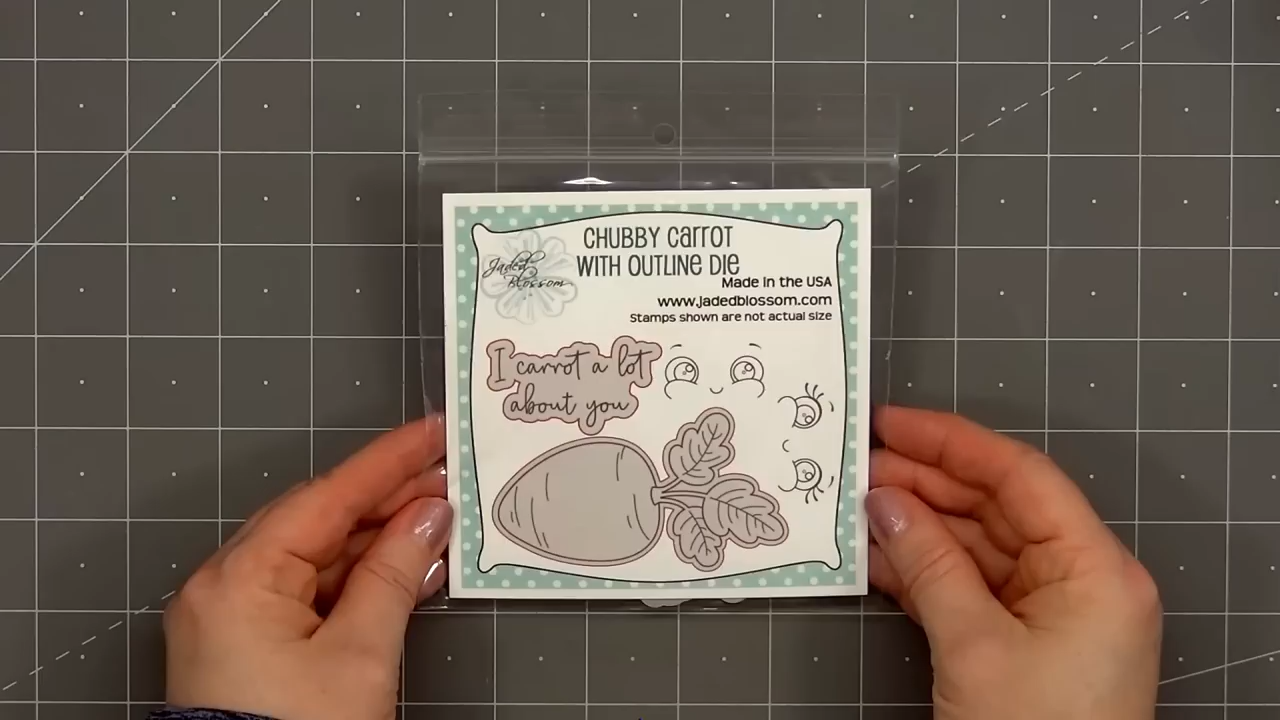 CHUBBY CARROT
WITH OUTLINE DIE
Jaded
Blossom
Made in the USA
www.jadedblossom.com
Stamps shown are not actual size
I carrot a lot
about you